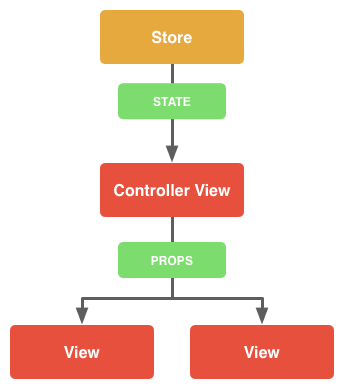 Store
STATE
Controller View
PROPS
View
View